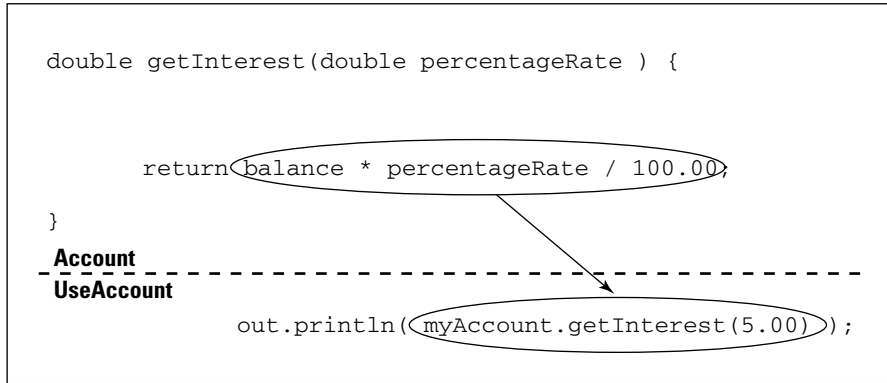 double getInterest(double percentageRate ) {
return balance * percentageRate / 100.00;
}
Account
UseAccount
out.println( myAccount.getInterest(5.00) );